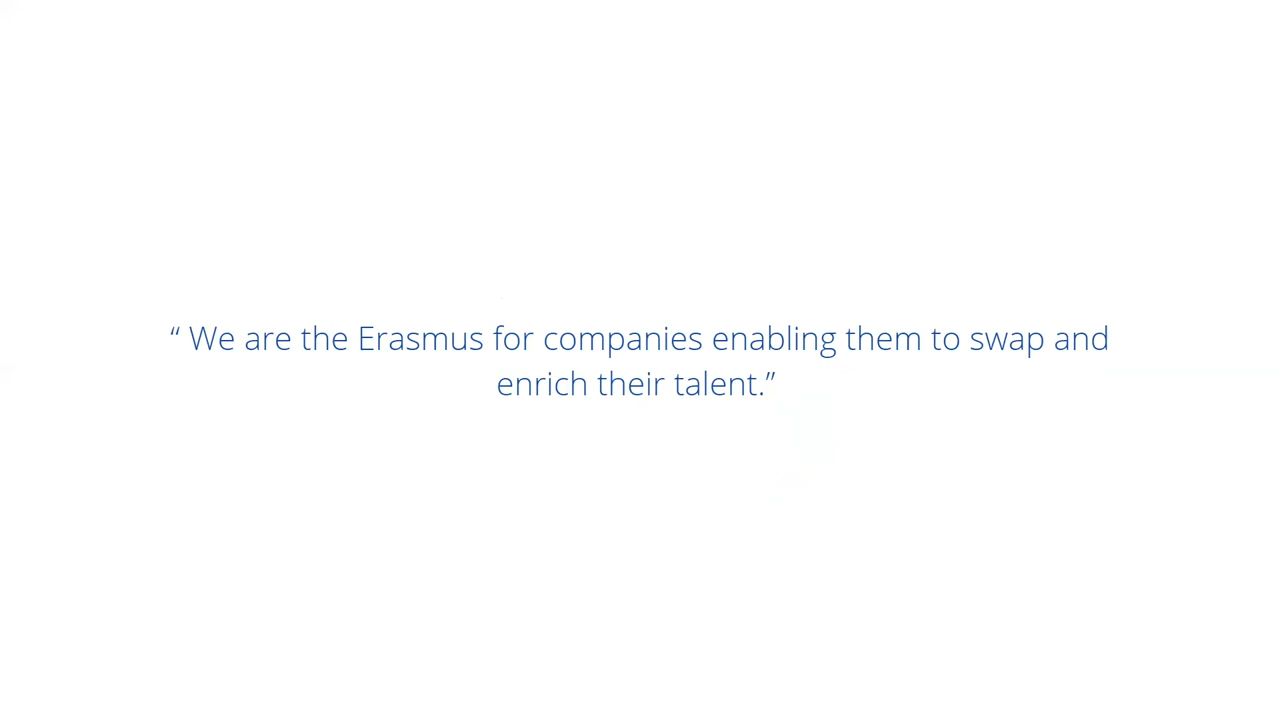 “ We are the Erasmus for companies enabling them to swap and
enrich their talent.”